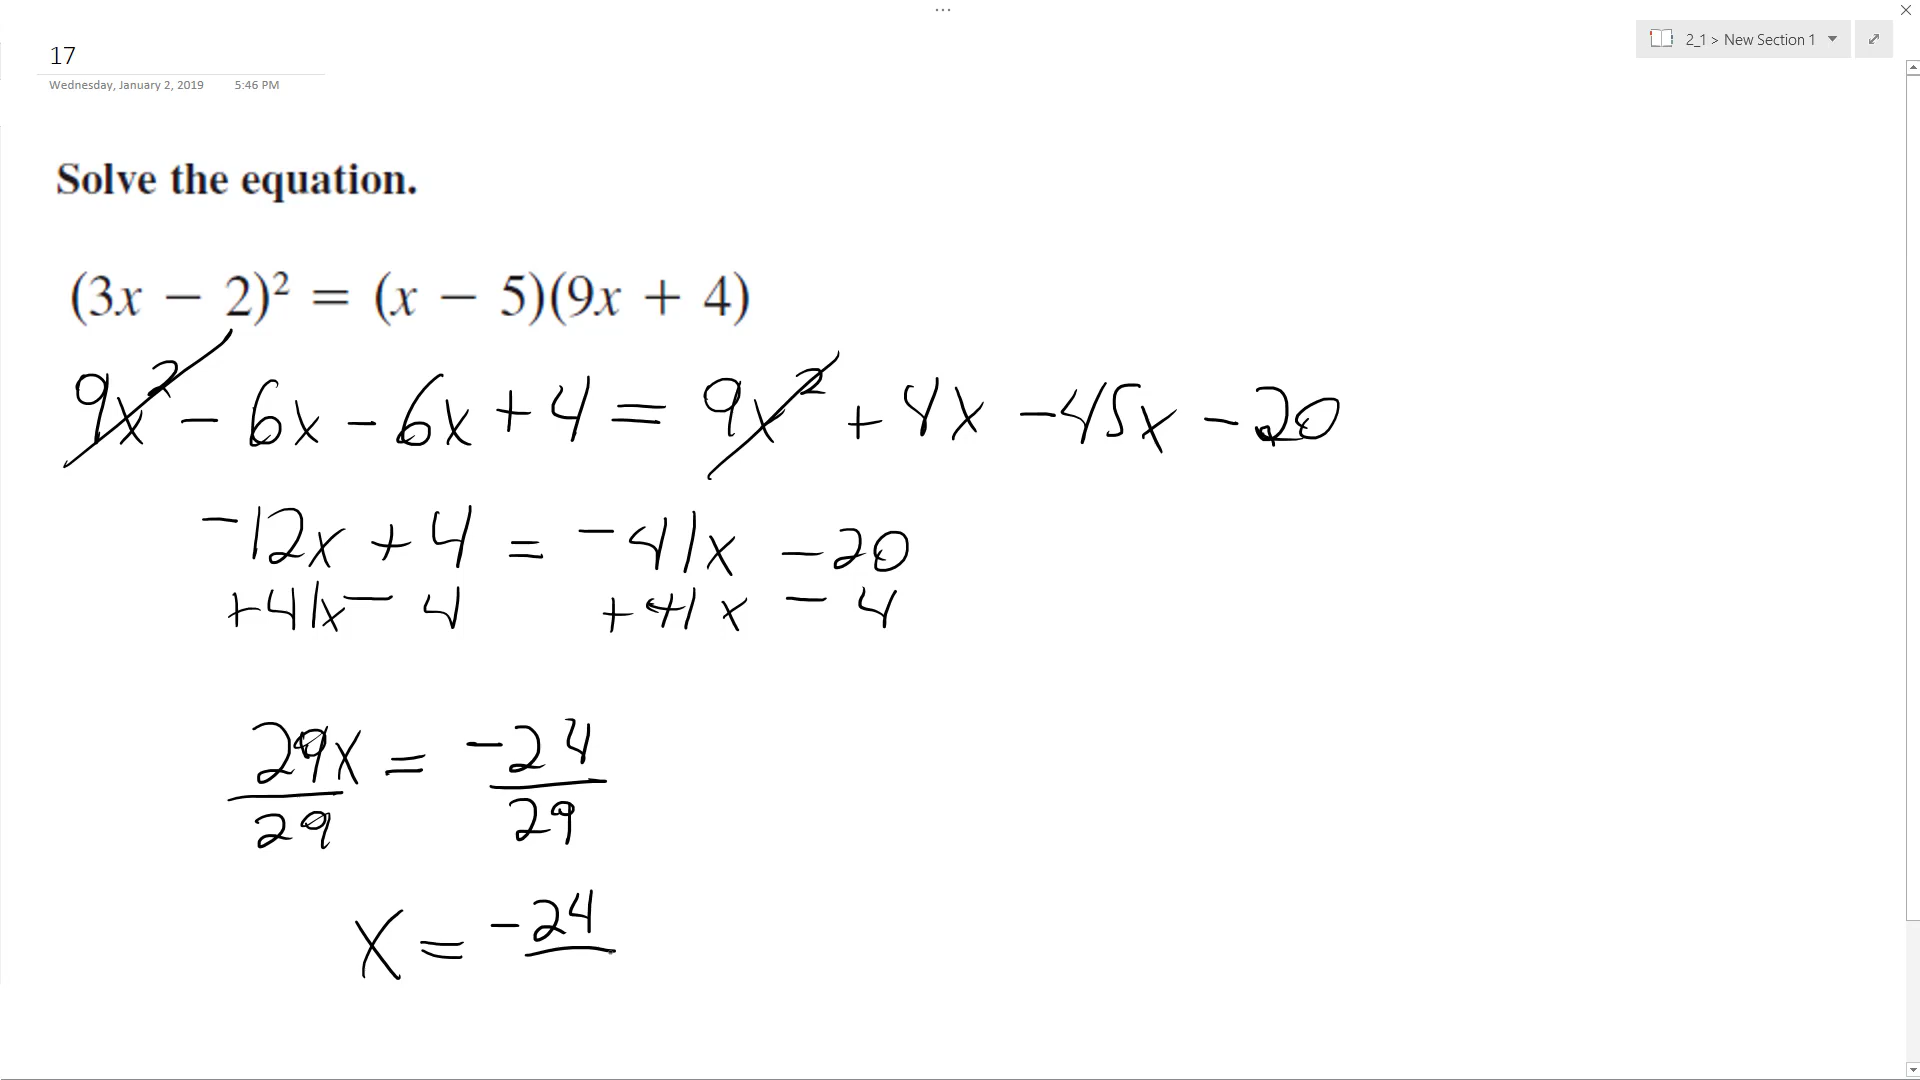 ...
17
2_1 > New Section 1
Wednesday, January 2, 2019 5:46 PM
Solve the equation.
(3x − 2)² = (x − 5)(9x + 4)
9x² − 6x − 6x + 4 = 9x² + 4x − 45x − 20
−12x + 4 = −41x − 20
+41x − 4 +41x − 4
29x = −24
29 29
x = −24